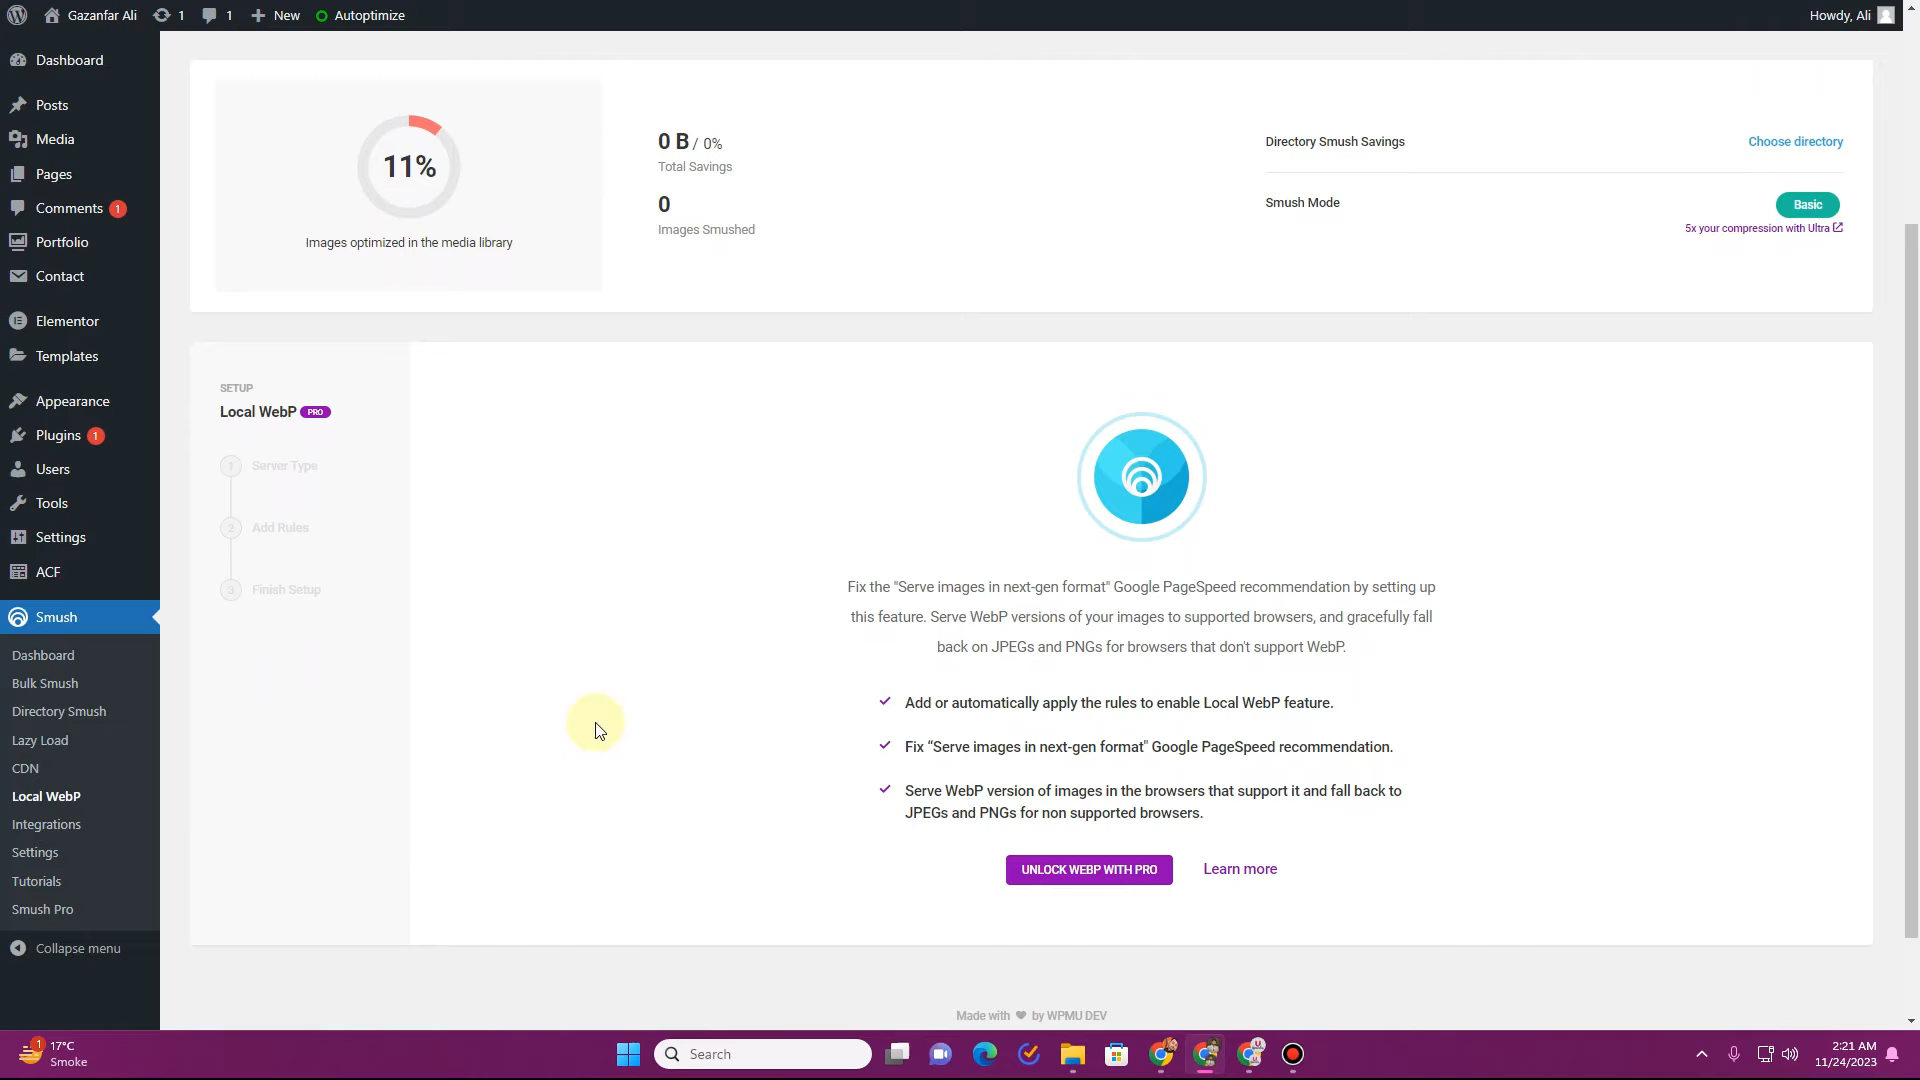 Gazanfar Ali
1
1
New
Autoptimize
Howdy, Ali
Dashboard
Posts
Media
Pages
Comments 1
Portfolio
Contact
Elementor
Templates
Appearance
Plugins 1
Users
Tools
Settings
ACF
Smush
Dashboard
Bulk Smush
Directory Smush
Lazy Load
CDN
Local WebP
Integrations
Settings
Tutorials
Smush Pro
Collapse menu
11%
Images optimized in the media library
0 B / 0%
Total Savings
0
Images Smushed
Directory Smush Savings
Choose directory
Smush Mode
Basic
5x your compression with Ultra
SETUP
Local WebP PRO
1 Server Type
2 Add Rules
3 Finish Setup
Fix the "Serve images in next-gen format" Google PageSpeed recommendation by setting up
this feature. Serve WebP versions of your images to supported browsers, and gracefully fall
back on JPEGs and PNGs for browsers that don't support WebP.
Add or automatically apply the rules to enable Local WebP feature.
Fix “Serve images in next-gen format" Google PageSpeed recommendation.
Serve WebP version of images in the browsers that support it and fall back to
JPEGs and PNGs for non supported browsers.
UNLOCK WEBP WITH PRO
Learn more
Made with by WPMU DEV
1
17°C
Smoke
Search
2:21 AM
11/24/2023